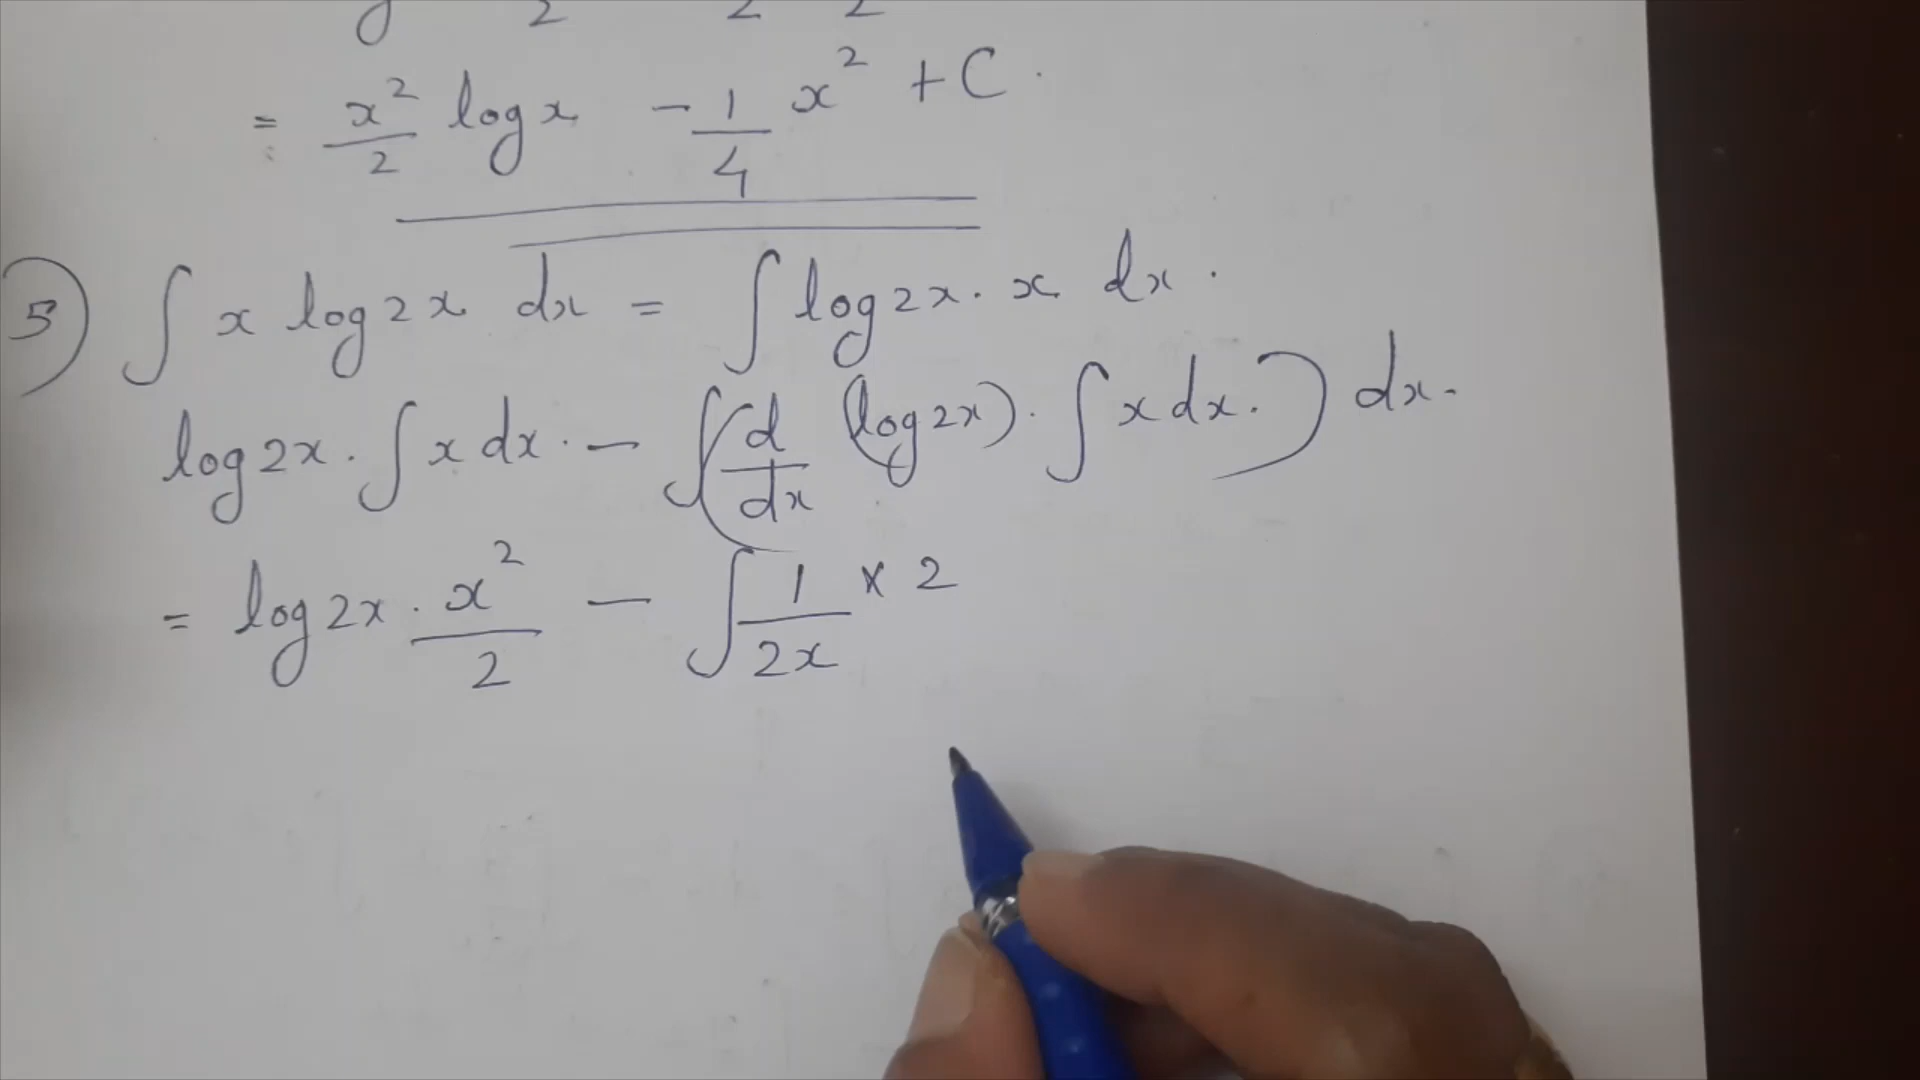 = x²/2 log x - 1/4 x² + C.
5) ∫ x log 2x dx = ∫ log 2x . x dx .
log 2x . ∫ x dx . - ∫ ( d/dx (log 2x) . ∫ x dx . ) dx .
= log 2x . x²/2 - ∫ 1/2x × 2